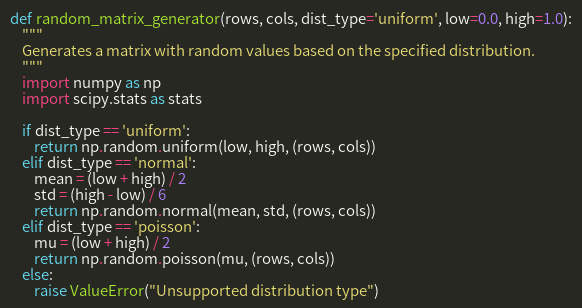 def random_matrix_generator(rows, cols, dist_type='uniform', low=0.0, high=1.0):
    """
    Generates a matrix with random values based on the specified distribution.
    """
    import numpy as np
    import scipy.stats as stats

    if dist_type == 'uniform':
        return np.random.uniform(low, high, (rows, cols))
    elif dist_type == 'normal':
        mean = (low + high) / 2
        std = (high - low) / 6
        return np.random.normal(mean, std, (rows, cols))
    elif dist_type == 'poisson':
        mu = (low + high) / 2
        return np.random.poisson(mu, (rows, cols))
    else:
        raise ValueError("Unsupported distribution type")